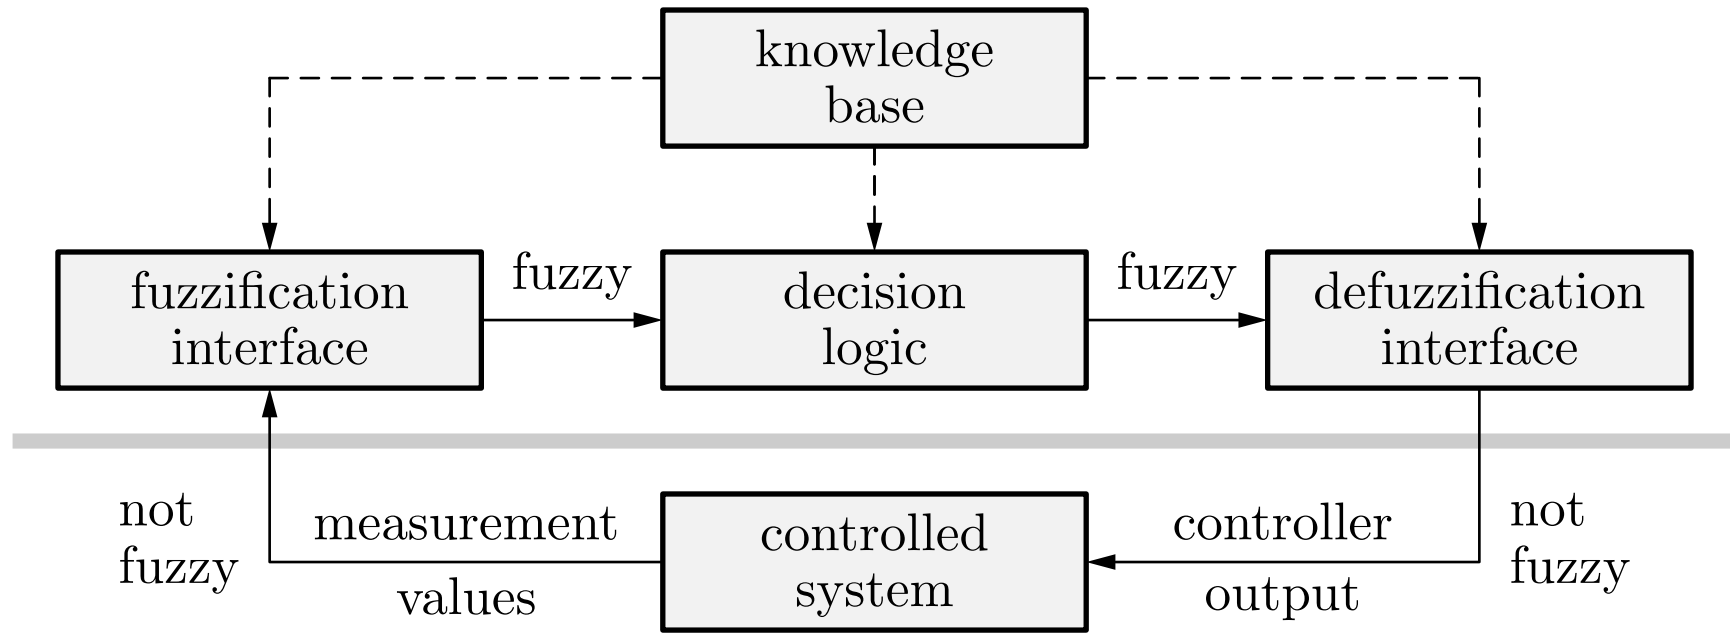 knowledge
base
fuzzification
interface
fuzzy
decision
logic
fuzzy
defuzzification
interface
not
fuzzy
measurement
values
controlled
system
controller
output
not
fuzzy